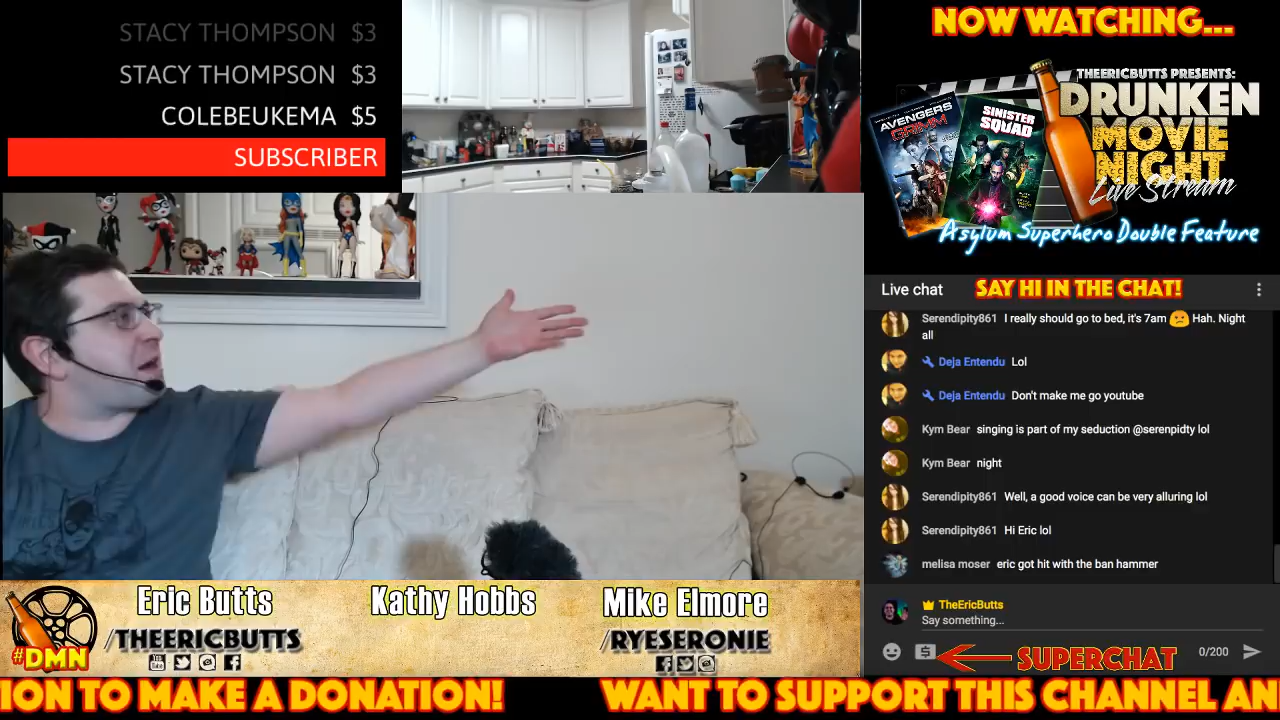 STACY THOMPSON $3
STACY THOMPSON $3
COLEBEUKEMA $5
SUBSCRIBER
NOW WATCHING...
THEERICBUTTS PRESENTS:
DRUNKEN
MOVIE
NIGHT
Live Stream
AVENGERS
GRIMM
SINISTER
SQUAD
Asylum Superhero Double Feature
Live chat
SAY HI IN THE CHAT!
Serendipity861 I really should go to bed, it's 7am 😕 Hah. Night
all
Deja Entendu Lol
Deja Entendu Don't make me go youtube
Kym Bear singing is part of my seduction @serenpidty lol
Kym Bear night
Serendipity861 Well, a good voice can be very alluring lol
Serendipity861 Hi Eric lol
melisa moser eric got hit with the ban hammer
TheEricButts
Say something...
SUPERCHAT
0/200
#DMN
Eric Butts
/THEERICBUTTS
You Tube
Kathy Hobbs
Mike Elmore
/RYESERONIE
ION TO MAKE A DONATION!
WANT TO SUPPORT THIS CHANNEL AN